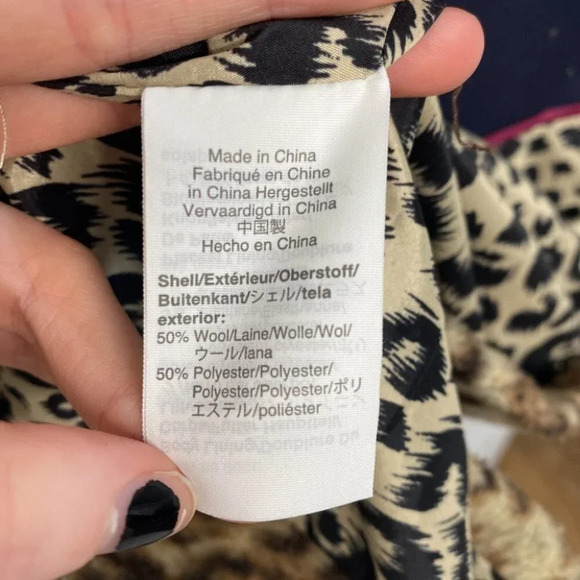 Made in China
Fabriqué en Chine
in China Hergestellt
Vervaardigd in China
中国製
Hecho en China
Shell/Extérieur/Oberstoff/
Buitenkant/シェル/tela
exterior:
50% Wool/Laine/Wolle/Wol/
ウール/lana
50% Polyester/Polyester/
Polyester/Polyester/ポリ
エステル/poliéster